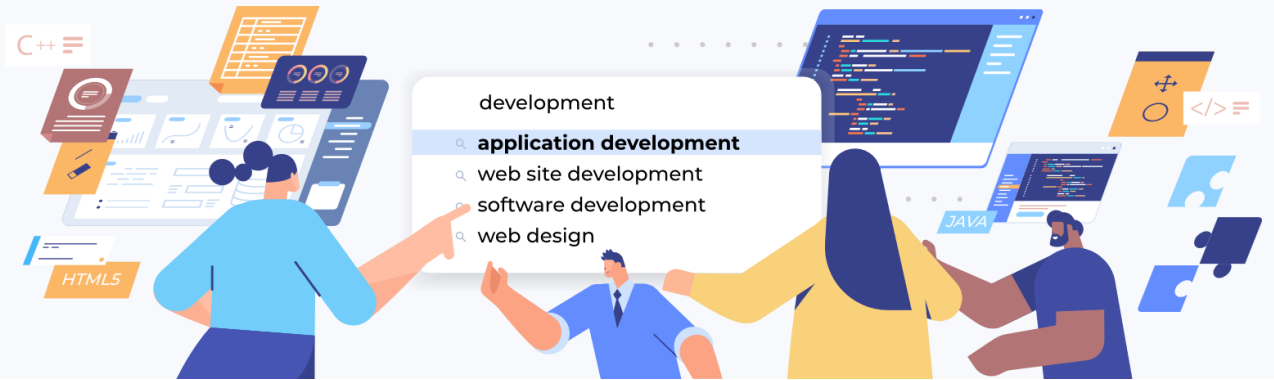 C++
development
application development
web site development
software development
web design
HTML5
JAVA
</>